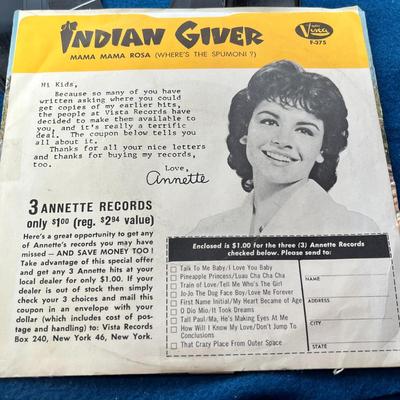 INDIAN GIVER
MAMA MAMA ROSA (WHERE'S THE SPUMONI?)
Vista
F-375
Hi Kids,
Because so many of you have
written asking where you could
get copies of my earlier hits,
the people at Vista Records have
decided to make them available to
you, and it's really a terrific
deal. The coupon below tells you
all about it.
Thanks for all your nice letters
and thanks for buying my records,
too.
Love,
Annette
3 ANNETTE RECORDS
only $1.00 (reg. $2.94 value)
Here's a great opportunity to get any
of Annette's records you may have
missed — AND SAVE MONEY TOO!
Take advantage of this special offer
and get any 3 Annette hits at your
local dealer for only $1.00. If your
dealer is out of stock then simply
check your 3 choices and mail this
coupon in an envelope with your
dollar (which includes cost of pos-
tage and handling) to: Vista Records
Box 240, New York 46, New York.
Enclosed is $1.00 for the three (3) Annette Records
checked below. Please send to:
Talk To Me Baby/I Love You Baby
Pineapple Princess/Luau Cha Cha Cha
Train of Love/Tell Me Who's The Girl
Jo-Jo The Dog Face Boy/Love Me Forever
First Name Initial/My Heart Became of Age
O Dio Mio/It Took Dreams
Tall Paul/Ma, He's Making Eyes At Me
How Will I Know My Love/Don't Jump To
Conclusions
That Crazy Place From Outer Space
NAME
ADDRESS
CITY
STATE